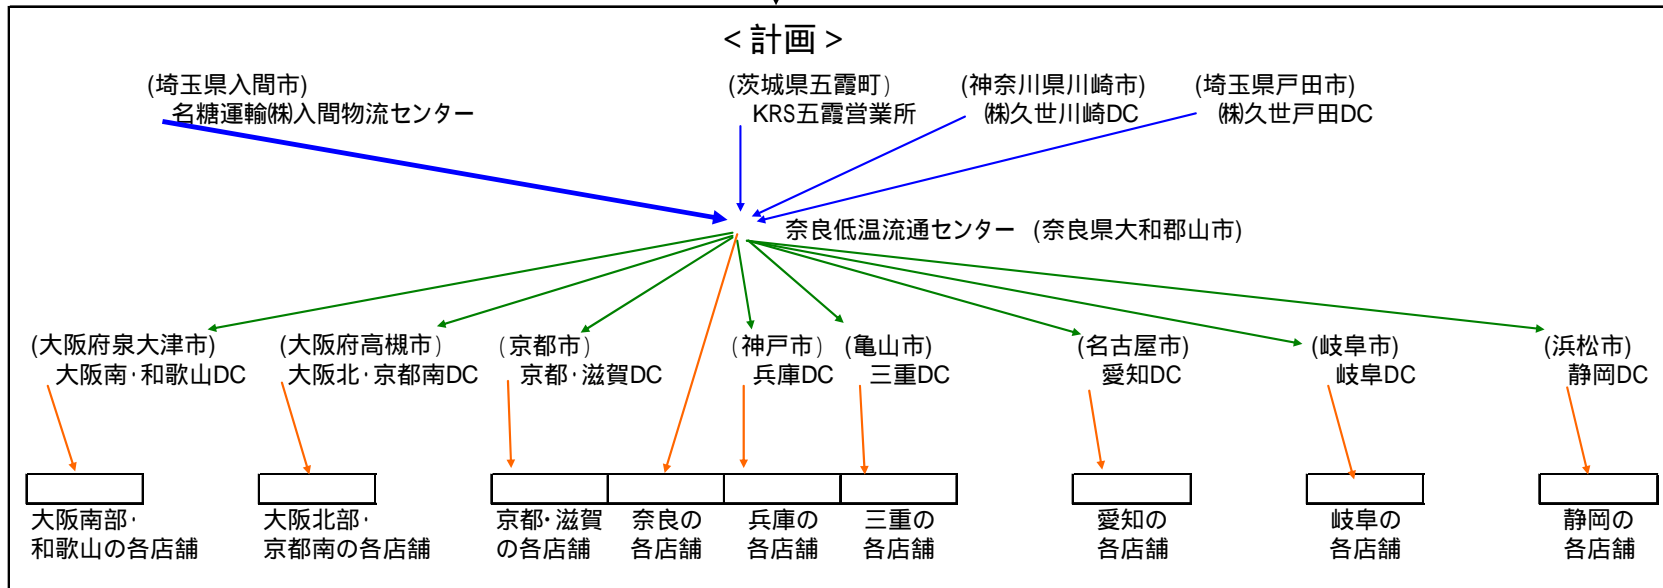 ＜計画＞
(埼玉県入間市)
名糖運輸㈱入間物流センター
(茨城県五霞町)
KRS五霞営業所
(神奈川県川崎市)
㈱久世川崎DC
(埼玉県戸田市)
㈱久世戸田DC
奈良低温流通センター (奈良県大和郡山市)
(大阪府泉大津市)
大阪南･和歌山DC
(大阪府高槻市)
大阪北･京都南DC
(京都市)
京都･滋賀DC
(神戸市)
兵庫DC
(亀山市)
三重DC
(名古屋市)
愛知DC
(岐阜市)
岐阜DC
(浜松市)
静岡DC
大阪南部･
和歌山の各店舗
大阪北部･
京都南の各店舗
京都･滋賀
の各店舗
奈良の
各店舗
兵庫の
各店舗
三重の
各店舗
愛知の
各店舗
岐阜の
各店舗
静岡の
各店舗